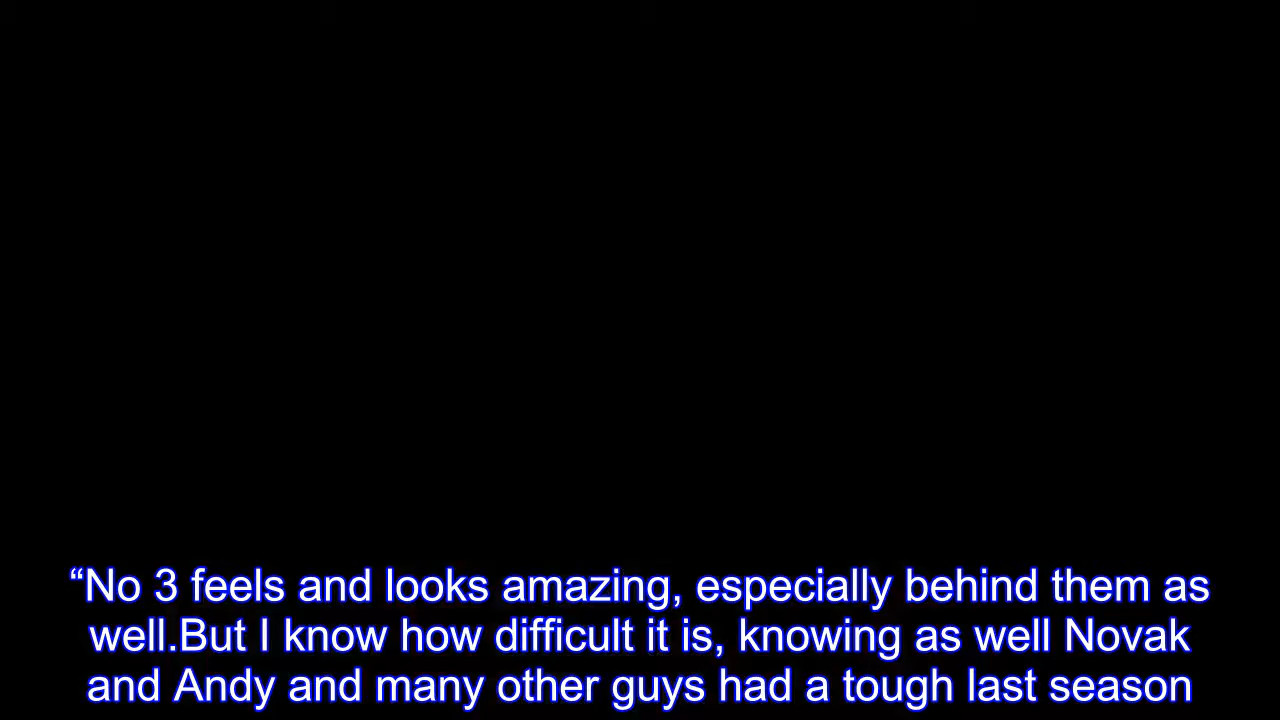 “No 3 feels and looks amazing, especially behind them as
well.But I know how difficult it is, knowing as well Novak
and Andy and many other guys had a tough last season